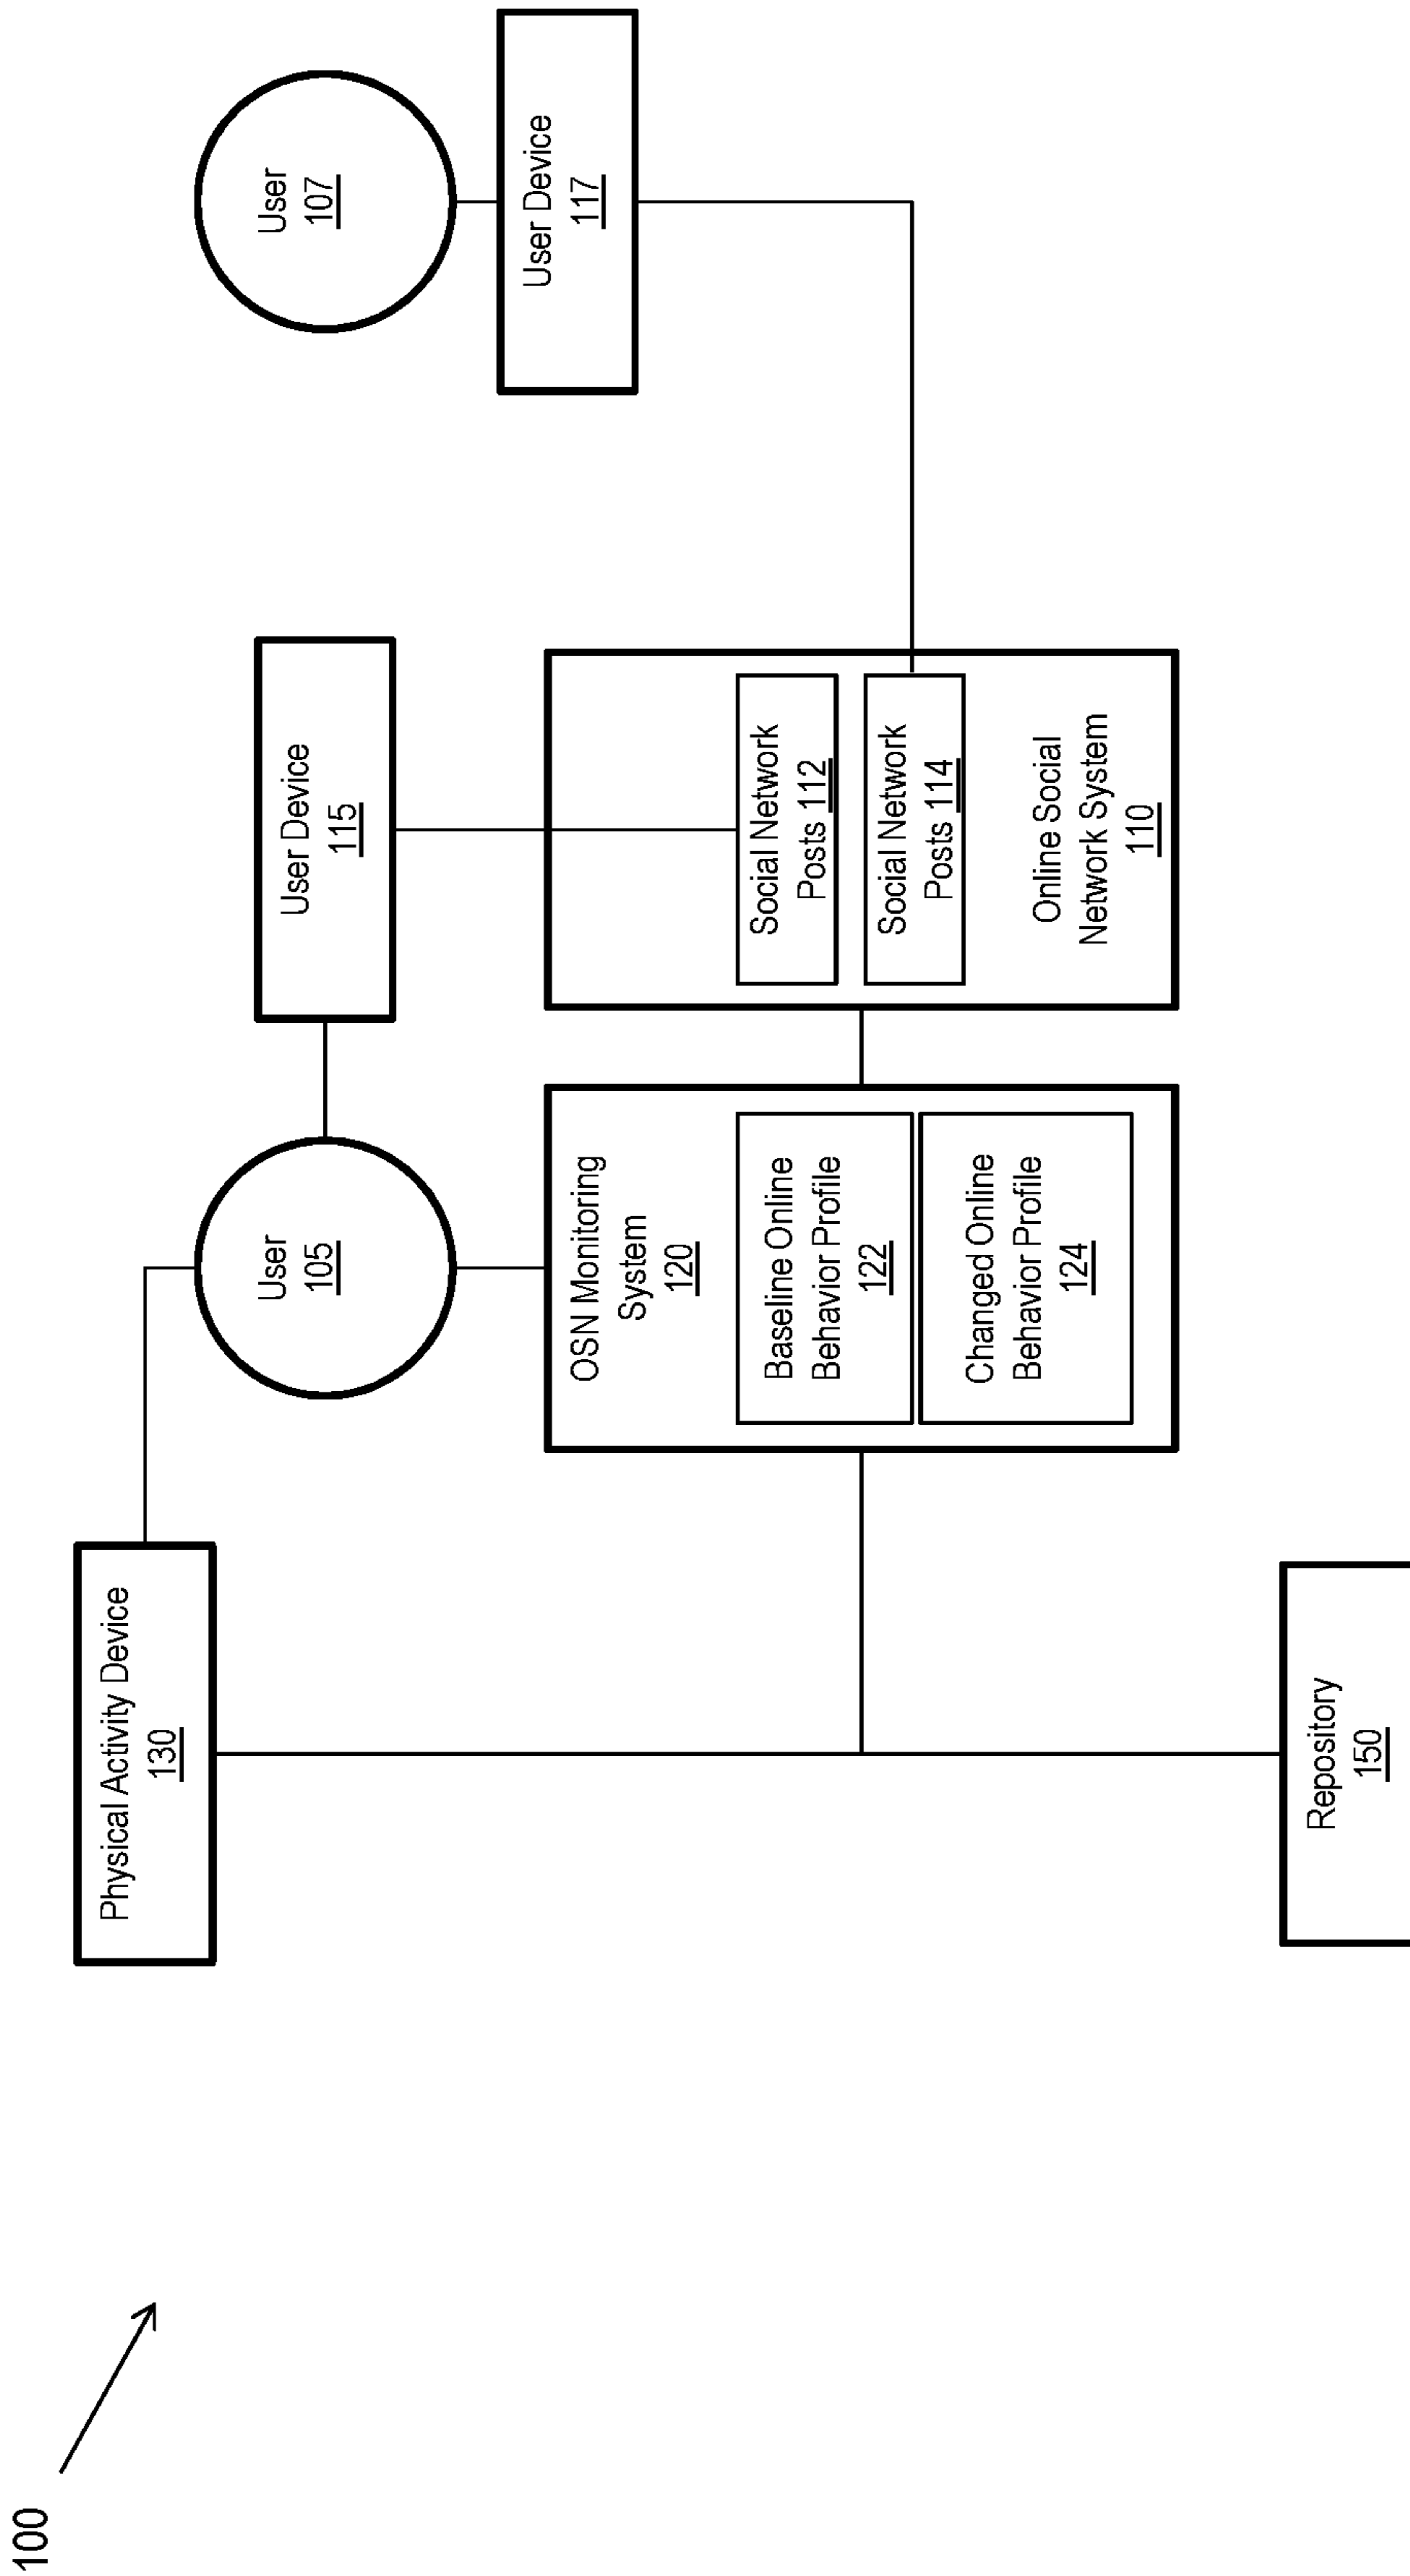 100
Physical Activity Device
130
User
105
User Device
115
User
107
User Device
117
OSN Monitoring
System
120
Baseline Online
Behavior Profile
122
Changed Online
Behavior Profile
124
Social Network
Posts 112
Social Network
Posts 114
Online Social
Network System
110
Repository
150